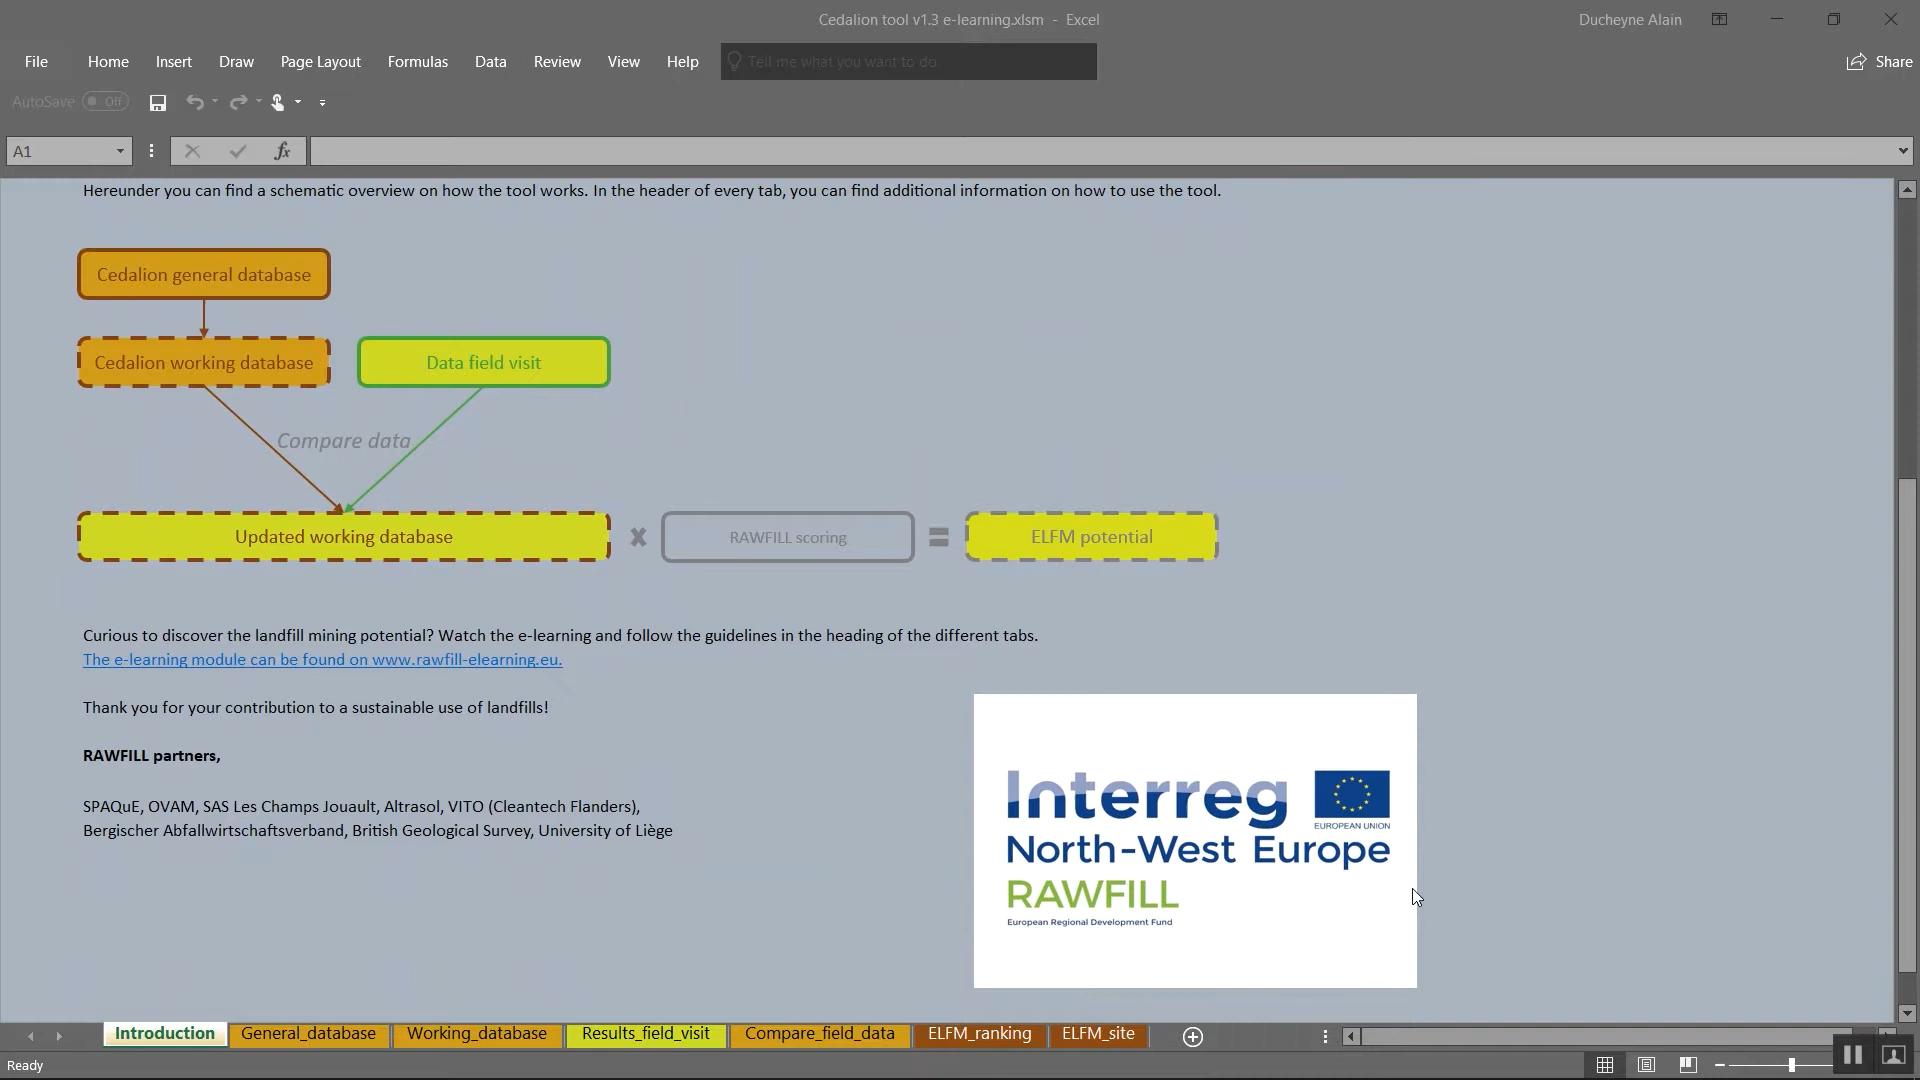 Cedalion tool v1.3 e-learning.xlsm - Excel
Ducheyne Alain
File Home Insert Draw Page Layout Formulas Data Review View Help Tell me what you want to do
Share
AutoSave Off
A1
fx
Hereunder you can find a schematic overview on how the tool works. In the header of every tab, you can find additional information on how to use the tool.
Cedalion general database
Cedalion working database
Data field visit
Compare data
Updated working database
x
RAWFILL scoring
=
ELFM potential
Curious to discover the landfill mining potential? Watch the e-learning and follow the guidelines in the heading of the different tabs.
The e-learning module can be found on www.rawfill-elearning.eu.
Thank you for your contribution to a sustainable use of landfills!
RAWFILL partners,
SPAQuE, OVAM, SAS Les Champs Jouault, Altrasol, VITO (Cleantech Flanders),
Bergischer Abfallwirtschaftsverband, British Geological Survey, University of Liège
Interreg
EUROPEAN UNION
North-West Europe
RAWFILL
European Regional Development Fund
Introduction General_database Working_database Results_field_visit Compare_field_data ELFM_ranking ELFM_site
Ready